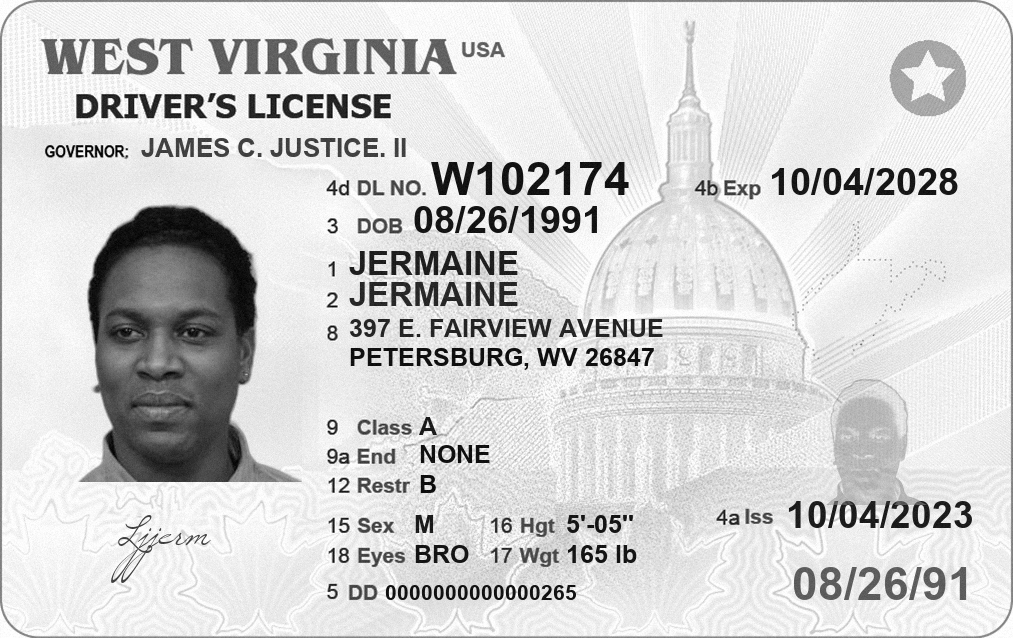 WEST VIRGINIA USA
DRIVER'S LICENSE
GOVERNOR; JAMES C. JUSTICE. II
4d DL NO. W102174 4b Exp 10/04/2028
3 DOB 08/26/1991
1 JERMAINE
2 JERMAINE
8 397 E. FAIRVIEW AVENUE
PETERSBURG, WV 26847
9 Class A
9a End NONE
12 Restr B
15 Sex M 16 Hgt 5'-05"
4a Iss 10/04/2023
18 Eyes BRO 17 Wgt 165 lb
5 DD 0000000000000265
08/26/91